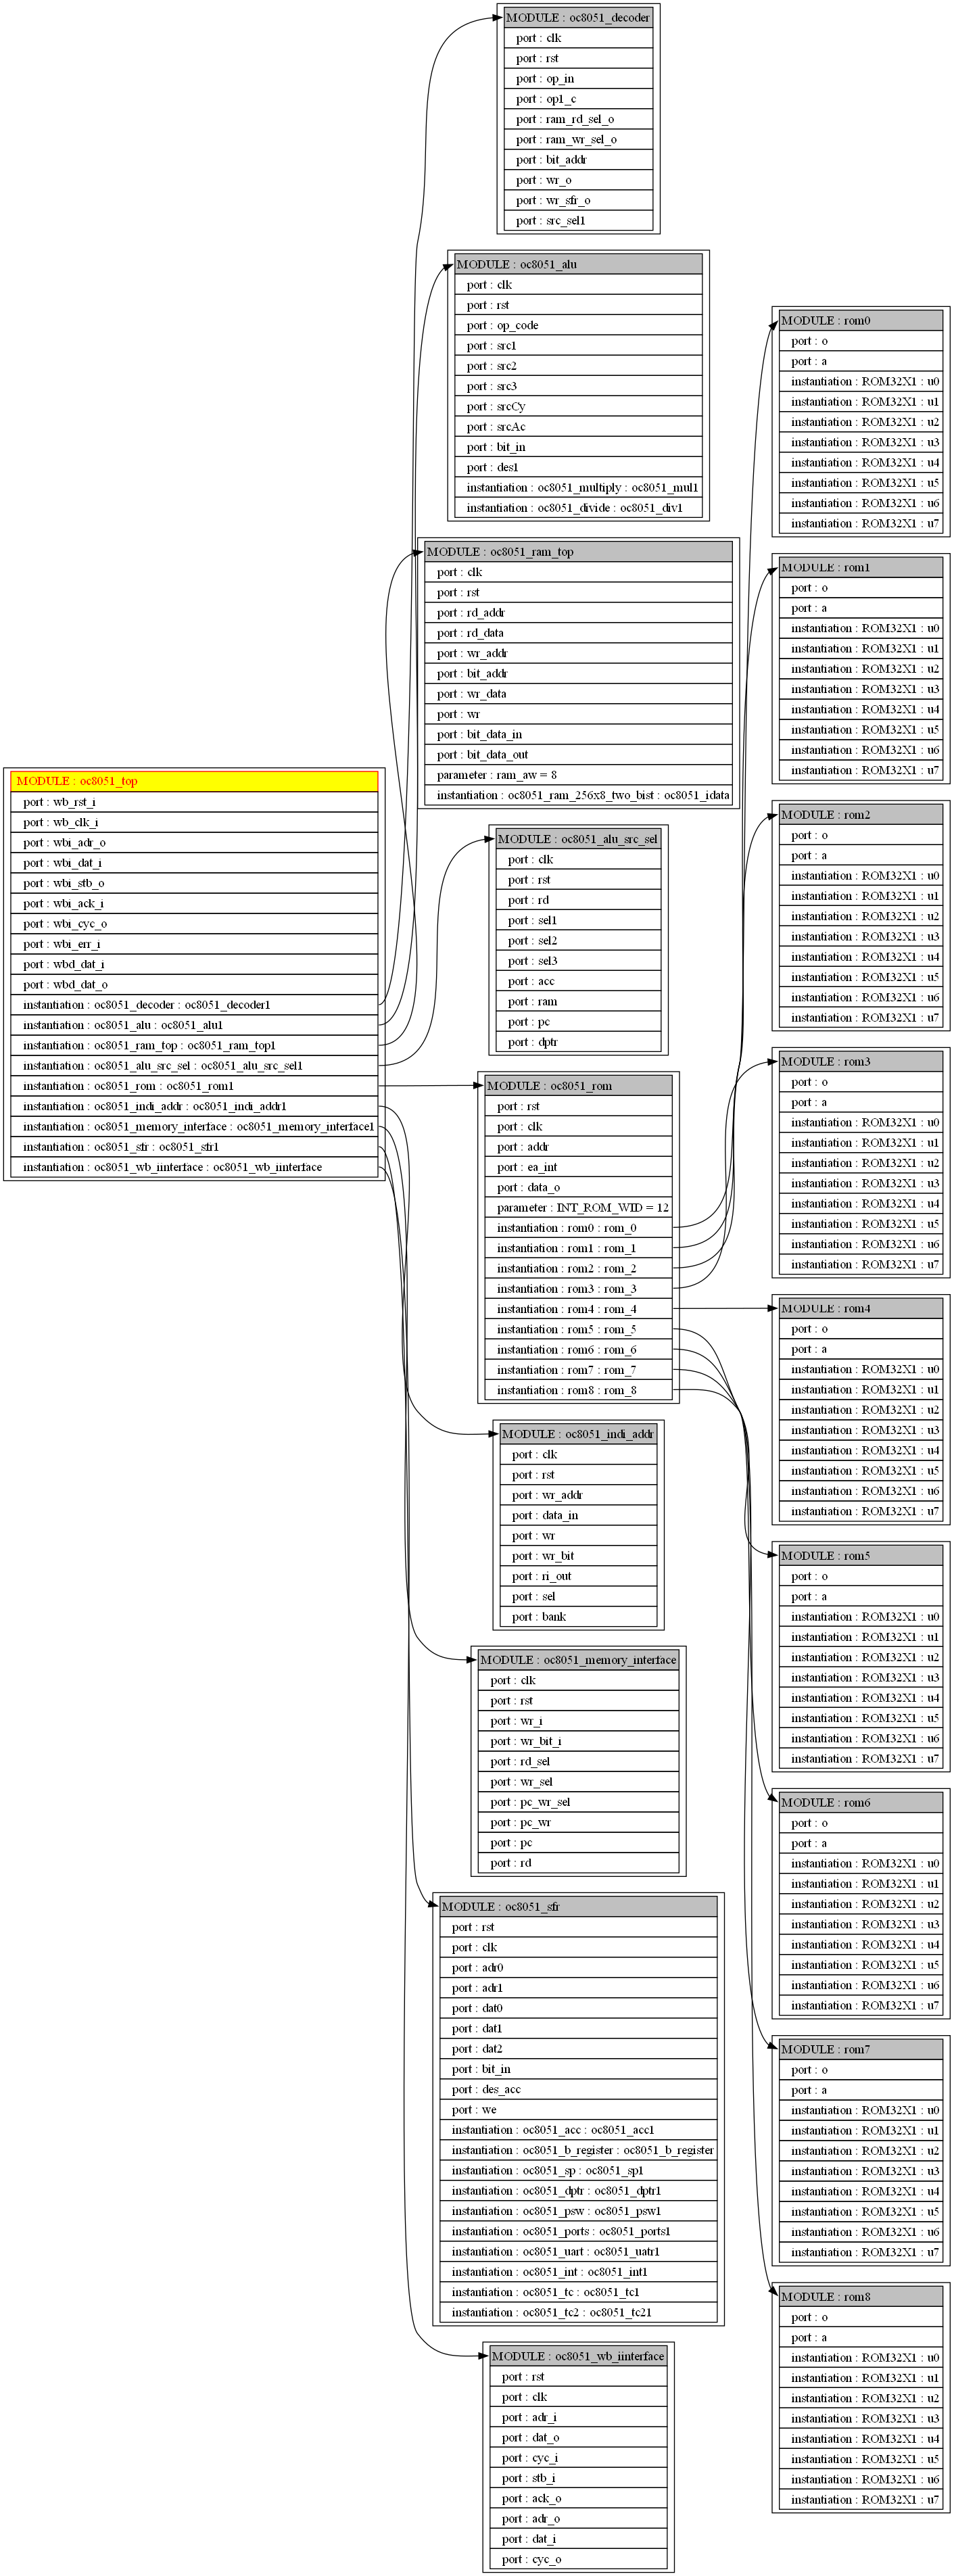 MODULE : oc8051_top
port : wb_rst_i
port : wb_clk_i
port : wbi_adr_o
port : wbi_dat_i
port : wbi_stb_o
port : wbi_ack_i
port : wbi_cyc_o
port : wbi_err_i
port : wbd_dat_i
port : wbd_dat_o
instantiation : oc8051_decoder : oc8051_decoder1
instantiation : oc8051_alu : oc8051_alu1
instantiation : oc8051_ram_top : oc8051_ram_top1
instantiation : oc8051_alu_src_sel : oc8051_alu_src_sel1
instantiation : oc8051_rom : oc8051_rom1
instantiation : oc8051_indi_addr : oc8051_indi_addr1
instantiation : oc8051_memory_interface : oc8051_memory_interface1
instantiation : oc8051_sfr : oc8051_sfr1
instantiation : oc8051_wb_iinterface : oc8051_wb_iinterface
MODULE : oc8051_decoder
port : clk
port : rst
port : op_in
port : op1_c
port : ram_rd_sel_o
port : ram_wr_sel_o
port : bit_addr
port : wr_o
port : wr_sfr_o
port : src_sel1
MODULE : oc8051_alu
port : clk
port : rst
port : op_code
port : src1
port : src2
port : src3
port : srcCy
port : srcAc
port : bit_in
port : des1
instantiation : oc8051_multiply : oc8051_mul1
instantiation : oc8051_divide : oc8051_div1
MODULE : oc8051_ram_top
port : clk
port : rst
port : rd_addr
port : rd_data
port : wr_addr
port : bit_addr
port : wr_data
port : wr
port : bit_data_in
port : bit_data_out
parameter : ram_aw = 8
instantiation : oc8051_ram_256x8_two_bist : oc8051_idata
MODULE : oc8051_alu_src_sel
port : clk
port : rst
port : rd
port : sel1
port : sel2
port : sel3
port : acc
port : ram
port : pc
port : dptr
MODULE : oc8051_rom
port : rst
port : clk
port : addr
port : ea_int
port : data_o
parameter : INT_ROM_WID = 12
instantiation : rom0 : rom_0
instantiation : rom1 : rom_1
instantiation : rom2 : rom_2
instantiation : rom3 : rom_3
instantiation : rom4 : rom_4
instantiation : rom5 : rom_5
instantiation : rom6 : rom_6
instantiation : rom7 : rom_7
instantiation : rom8 : rom_8
MODULE : oc8051_indi_addr
port : clk
port : rst
port : wr_addr
port : data_in
port : wr
port : wr_bit
port : ri_out
port : sel
port : bank
MODULE : oc8051_memory_interface
port : clk
port : rst
port : wr_i
port : wr_bit_i
port : rd_sel
port : wr_sel
port : pc_wr_sel
port : pc_wr
port : pc
port : rd
MODULE : oc8051_sfr
port : rst
port : clk
port : adr0
port : adr1
port : dat0
port : dat1
port : dat2
port : bit_in
port : des_acc
port : we
instantiation : oc8051_acc : oc8051_acc1
instantiation : oc8051_b_register : oc8051_b_register
instantiation : oc8051_sp : oc8051_sp1
instantiation : oc8051_dptr : oc8051_dptr1
instantiation : oc8051_psw : oc8051_psw1
instantiation : oc8051_ports : oc8051_ports1
instantiation : oc8051_uart : oc8051_uatr1
instantiation : oc8051_int : oc8051_int1
instantiation : oc8051_tc : oc8051_tc1
instantiation : oc8051_tc2 : oc8051_tc21
MODULE : oc8051_wb_iinterface
port : rst
port : clk
port : adr_i
port : dat_o
port : cyc_i
port : stb_i
port : ack_o
port : adr_o
port : dat_i
port : cyc_o
MODULE : rom0
port : o
port : a
instantiation : ROM32X1 : u0
instantiation : ROM32X1 : u1
instantiation : ROM32X1 : u2
instantiation : ROM32X1 : u3
instantiation : ROM32X1 : u4
instantiation : ROM32X1 : u5
instantiation : ROM32X1 : u6
instantiation : ROM32X1 : u7
MODULE : rom1
port : o
port : a
instantiation : ROM32X1 : u0
instantiation : ROM32X1 : u1
instantiation : ROM32X1 : u2
instantiation : ROM32X1 : u3
instantiation : ROM32X1 : u4
instantiation : ROM32X1 : u5
instantiation : ROM32X1 : u6
instantiation : ROM32X1 : u7
MODULE : rom2
port : o
port : a
instantiation : ROM32X1 : u0
instantiation : ROM32X1 : u1
instantiation : ROM32X1 : u2
instantiation : ROM32X1 : u3
instantiation : ROM32X1 : u4
instantiation : ROM32X1 : u5
instantiation : ROM32X1 : u6
instantiation : ROM32X1 : u7
MODULE : rom3
port : o
port : a
instantiation : ROM32X1 : u0
instantiation : ROM32X1 : u1
instantiation : ROM32X1 : u2
instantiation : ROM32X1 : u3
instantiation : ROM32X1 : u4
instantiation : ROM32X1 : u5
instantiation : ROM32X1 : u6
instantiation : ROM32X1 : u7
MODULE : rom4
port : o
port : a
instantiation : ROM32X1 : u0
instantiation : ROM32X1 : u1
instantiation : ROM32X1 : u2
instantiation : ROM32X1 : u3
instantiation : ROM32X1 : u4
instantiation : ROM32X1 : u5
instantiation : ROM32X1 : u6
instantiation : ROM32X1 : u7
MODULE : rom5
port : o
port : a
instantiation : ROM32X1 : u0
instantiation : ROM32X1 : u1
instantiation : ROM32X1 : u2
instantiation : ROM32X1 : u3
instantiation : ROM32X1 : u4
instantiation : ROM32X1 : u5
instantiation : ROM32X1 : u6
instantiation : ROM32X1 : u7
MODULE : rom6
port : o
port : a
instantiation : ROM32X1 : u0
instantiation : ROM32X1 : u1
instantiation : ROM32X1 : u2
instantiation : ROM32X1 : u3
instantiation : ROM32X1 : u4
instantiation : ROM32X1 : u5
instantiation : ROM32X1 : u6
instantiation : ROM32X1 : u7
MODULE : rom7
port : o
port : a
instantiation : ROM32X1 : u0
instantiation : ROM32X1 : u1
instantiation : ROM32X1 : u2
instantiation : ROM32X1 : u3
instantiation : ROM32X1 : u4
instantiation : ROM32X1 : u5
instantiation : ROM32X1 : u6
instantiation : ROM32X1 : u7
MODULE : rom8
port : o
port : a
instantiation : ROM32X1 : u0
instantiation : ROM32X1 : u1
instantiation : ROM32X1 : u2
instantiation : ROM32X1 : u3
instantiation : ROM32X1 : u4
instantiation : ROM32X1 : u5
instantiation : ROM32X1 : u6
instantiation : ROM32X1 : u7